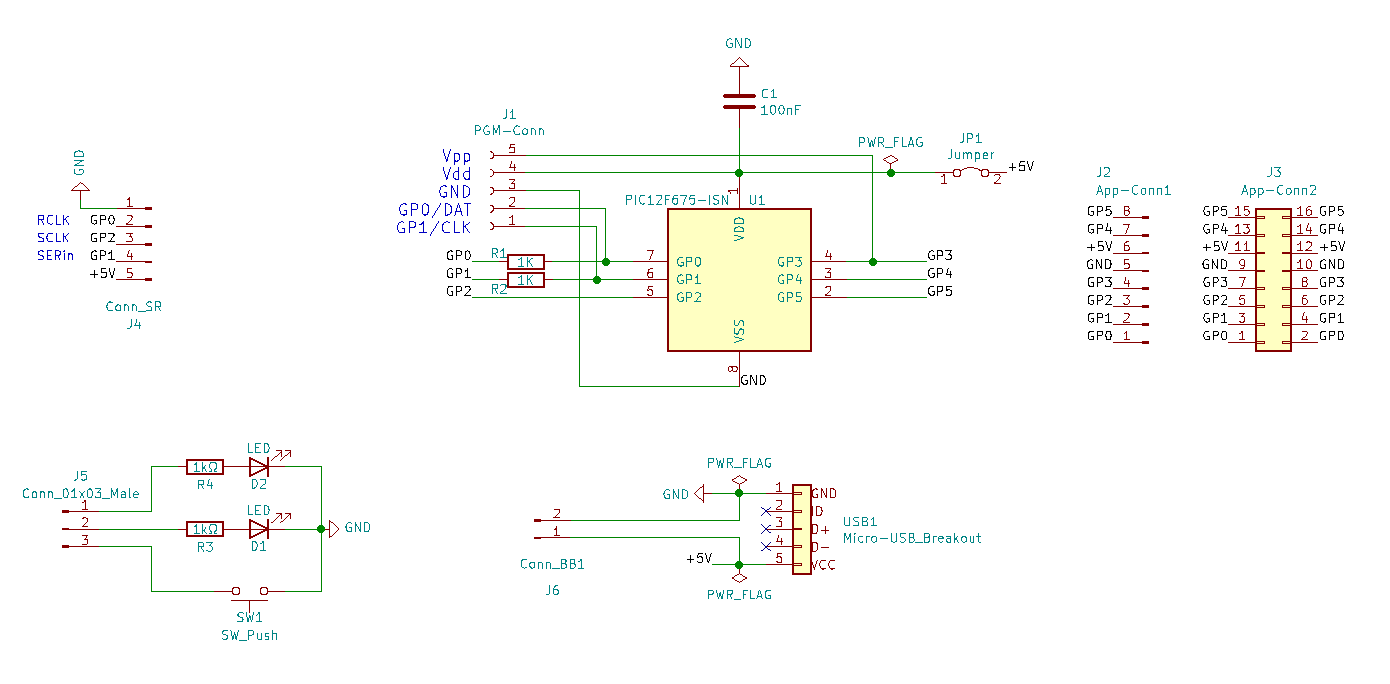 GND
C1
100nF
J1
PGM-Conn
Vpp 5
Vdd 4
GND 3
GP0/DAT 2
GP1/CLK 1
PWR_FLAG
JP1
Jumper
1 2 +5V
PIC12F675-ISN U1
1
VDD
GP0 R1 1K 7 GP0
GP1 R2 1K 6 GP1
GP2 5 GP2
GP3 4 GP3
GP4 3 GP4
GP5 2 GP5
VSS
8
GND
GND
1
RCLK GP0 2
SCLK GP2 3
SERin GP1 4
+5V 5
Conn_SR
J4
J2
App-Conn1
GP5 8
GP4 7
+5V 6
GND 5
GP3 4
GP2 3
GP1 2
GP0 1
J3
App-Conn2
GP5 15 16 GP5
GP4 13 14 GP4
+5V 11 12 +5V
GND 9 10 GND
GP3 7 8 GP3
GP2 5 6 GP2
GP1 3 4 GP1
GP0 1 2 GPD
J5
Conn_01x03_Male
1
2
3
LED
1kΩ
R4 D2
LED
1kΩ
R3 D1
GND
SW1
SW_Push
PWR_FLAG
GND 1 GND
2 ID
3 D+
4 D-
+5V 5 VCC
PWR_FLAG
USB1
Micro-USB_Breakout
2
1
Conn_BB1
J6